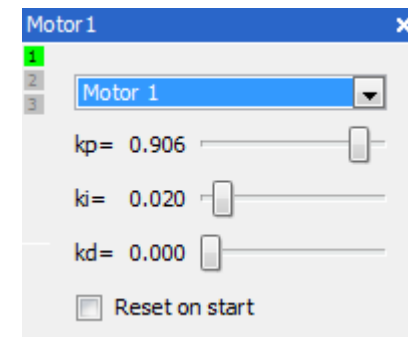 Motor1
1
2
3
Motor 1
kp= 0.906
ki= 0.020
kd= 0.000
Reset on start